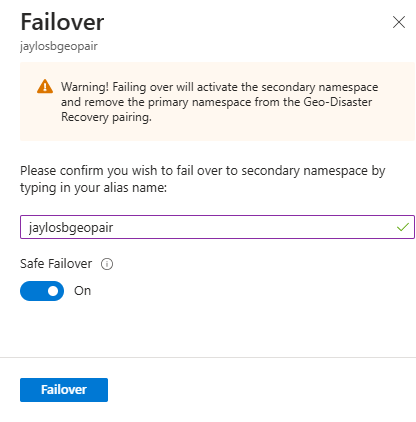 Failover
jaylosbgeopair
Warning! Failing over will activate the secondary namespace
and remove the primary namespace from the Geo-Disaster
Recovery pairing.
Please confirm you wish to fail over to secondary namespace by
typing in your alias name:
jaylosbgeopair
Safe Failover
On
Failover